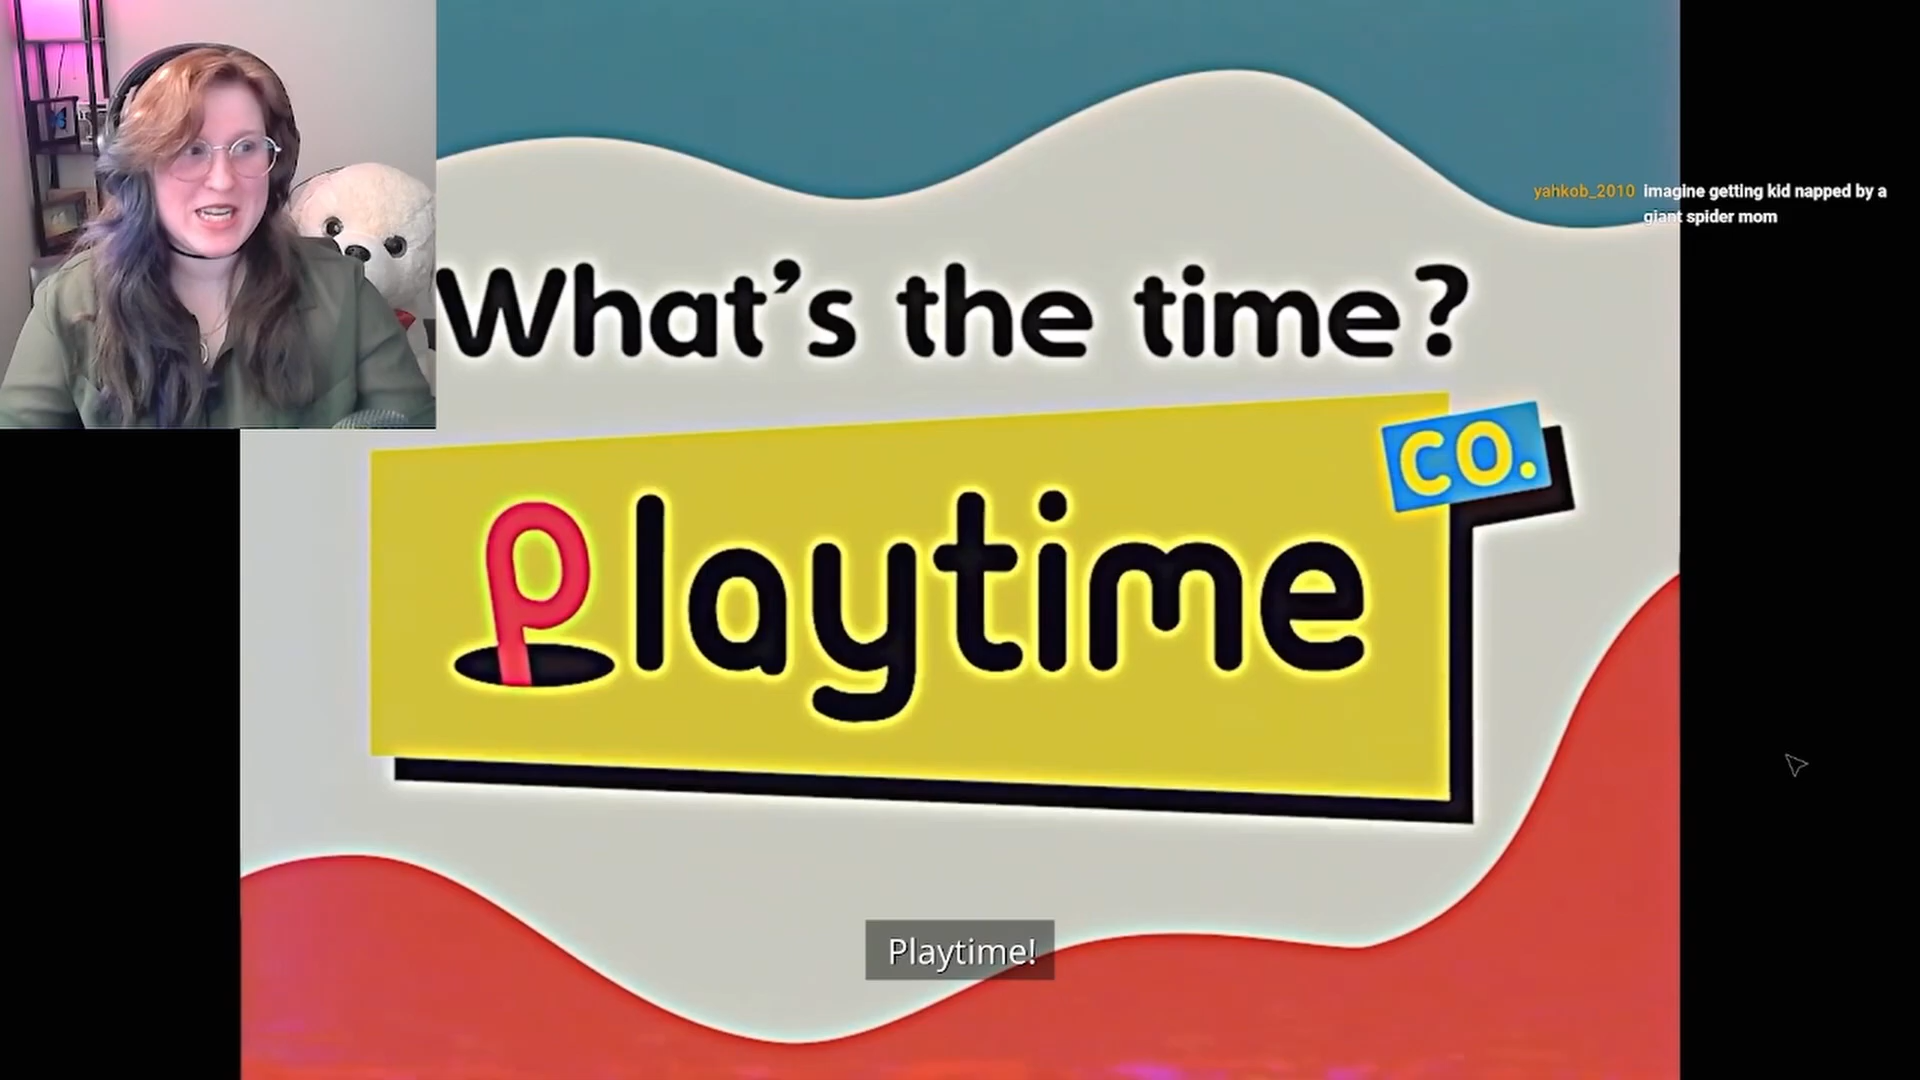 yahkob_2010 imagine getting kid napped by a
giant spider mom
What's the time?
co.
Playtime
Playtime!